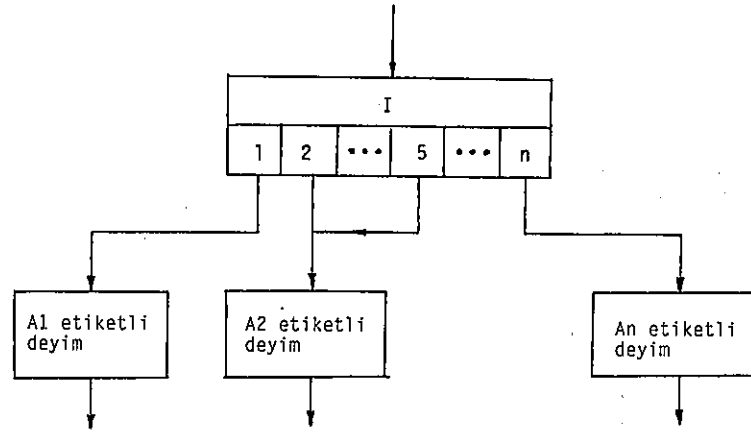 I
1 2 ••• 5 ••• n
A1 etiketli
deyim
A2 etiketli
deyim
An etiketli
deyim